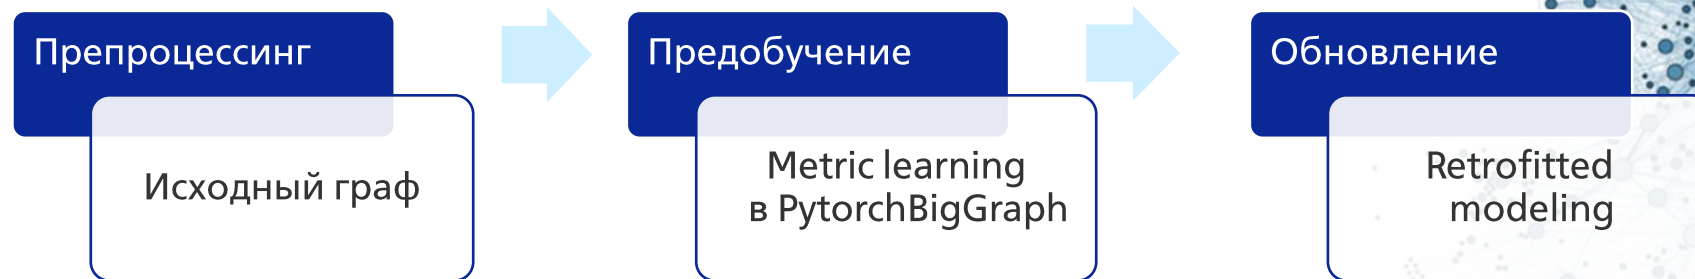 Препроцессинг
Исходный граф
Предобучение
Metric learning
в PytorchBigGraph
Обновление
Retrofitted
modeling